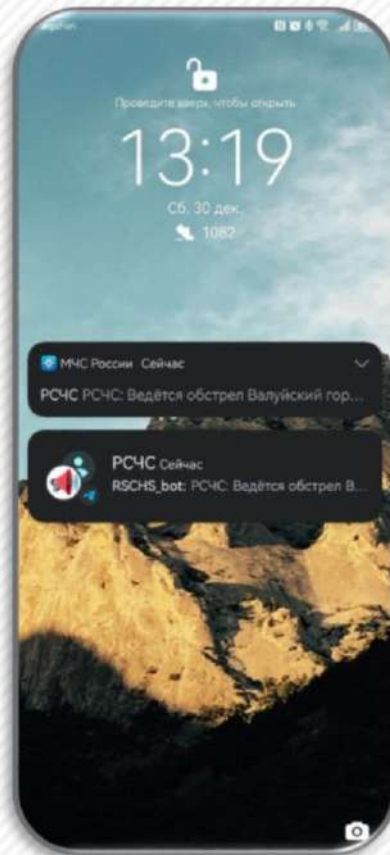 Проведите вверх, чтобы открыть
13:19
Сб, 30 дек.
1082
МЧС России Сейчас
РСЧС РСЧС: Ведётся обстрел Валуйский гор...
РСЧС Сейчас
RSCHS_bot: РСЧС: Ведётся обстрел В...